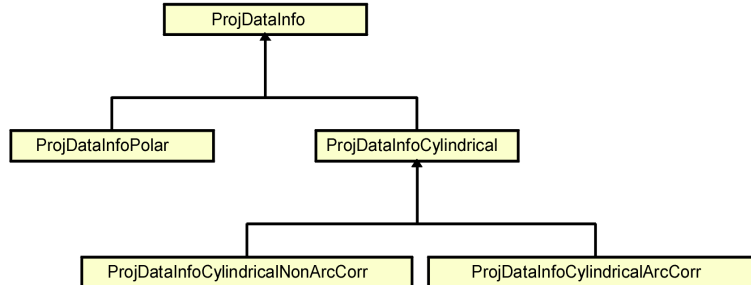 ProjDataInfo
ProjDataInfoPolar
ProjDataInfoCylindrical
ProjDataInfoCylindricalNonArcCorr
ProjDataInfoCylindricalArcCorr